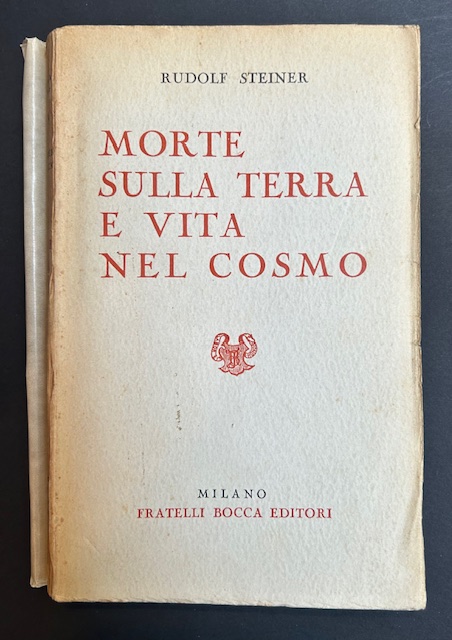 RUDOLF STEINER
MORTE
SULLA TERRA
E VITA
NEL COSMO
MILANO
FRATELLI BOCCA EDITORI